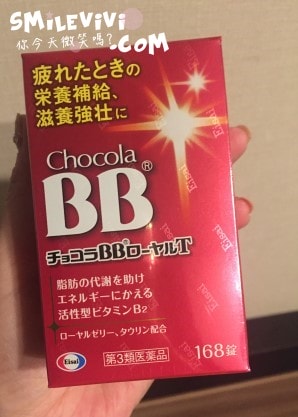 SMiLEViVi
你今天微笑嗎?
.COM
疲れたときの
栄養補給、
滋養強壮に
Chocola
BB®
チョコラBB®ローヤルT
脂肪の代謝を助け
エネルギーにかえる
活性型ビタミンB2
ローヤルゼリー、タウリン配合
Eisai
第3類医薬品
168錠